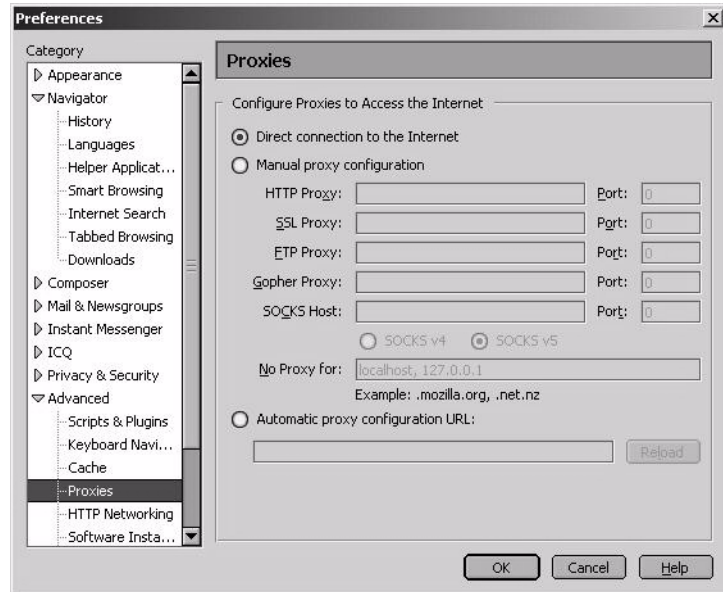 Preferences
Category
Appearance
Navigator
History
Languages
Helper Applicat...
Smart Browsing
Internet Search
Tabbed Browsing
Downloads
Composer
Mail & Newsgroups
Instant Messenger
ICQ
Privacy & Security
Advanced
Scripts & Plugins
Keyboard Navi...
Cache
Proxies
HTTP Networking
Software Insta...
Proxies
Configure Proxies to Access the Internet
Direct connection to the Internet
Manual proxy configuration
HTTP Proxy: Port: 0
SSL Proxy: Port: 0
FTP Proxy: Port: 0
Gopher Proxy: Port: 0
SOCKS Host: Port: 0
SOCKS v4 SOCKS v5
No Proxy for: localhost, 127.0.0.1
Example: .mozilla.org, .net.nz
Automatic proxy configuration URL:
Reload
OK Cancel Help